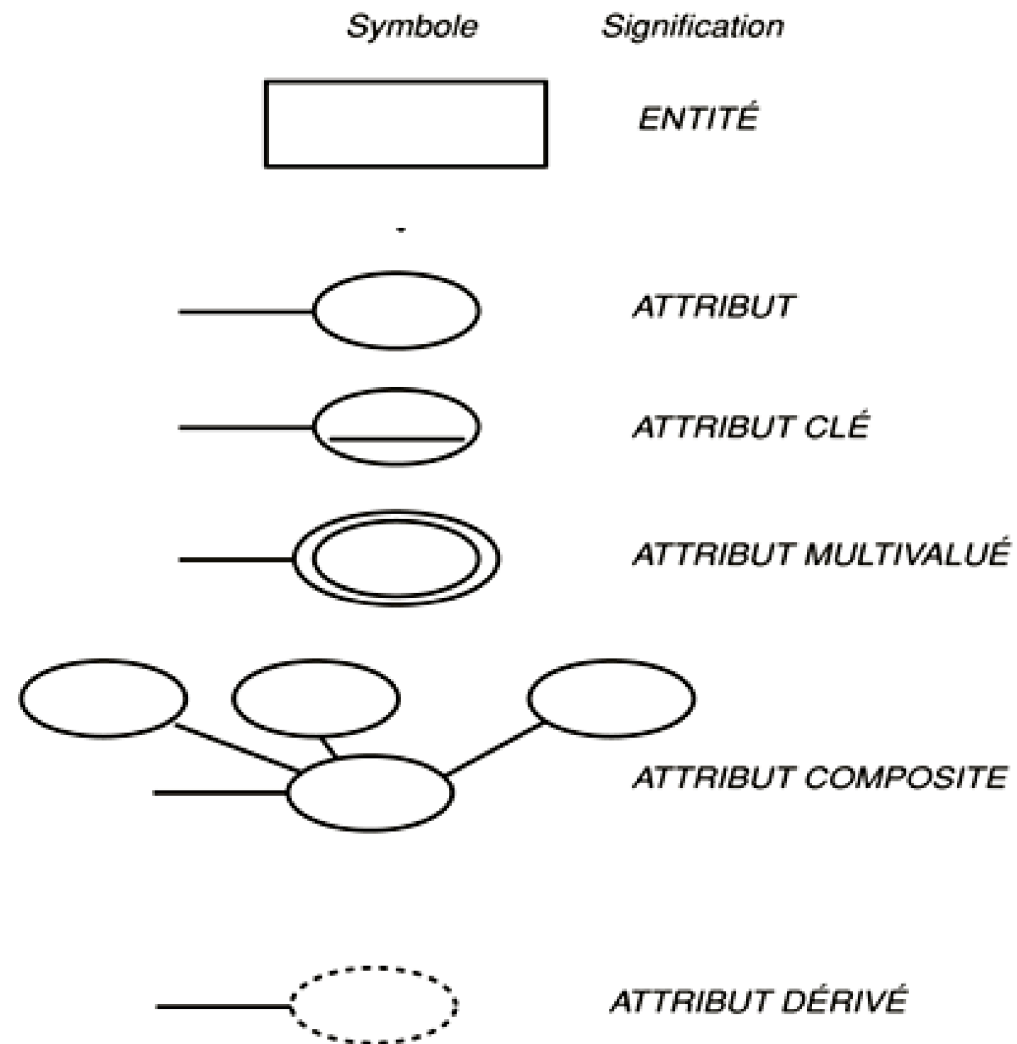 Symbole Signification
ENTITÉ
ATTRIBUT
ATTRIBUT CLÉ
ATTRIBUT MULTIVALUÉ
ATTRIBUT COMPOSITE
ATTRIBUT DÉRIVÉ